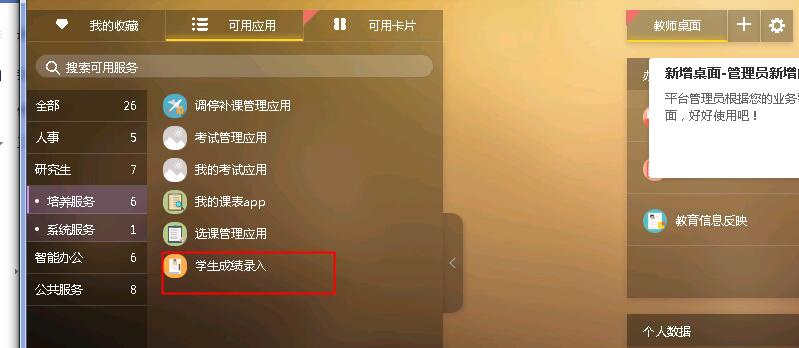 我的收藏
可用应用
可用卡片
搜索可用服务
全部 26
人事 5
研究生 7
培养服务 6
系统服务 1
智能办公 6
公共服务 8
调停补课管理应用
考试管理应用
我的考试应用
我的课表app
选课管理应用
学生成绩录入
教师桌面
新增桌面-管理员新增
平台管理员根据您的业务
面，好好使用吧！
教育信息反映
个人数据